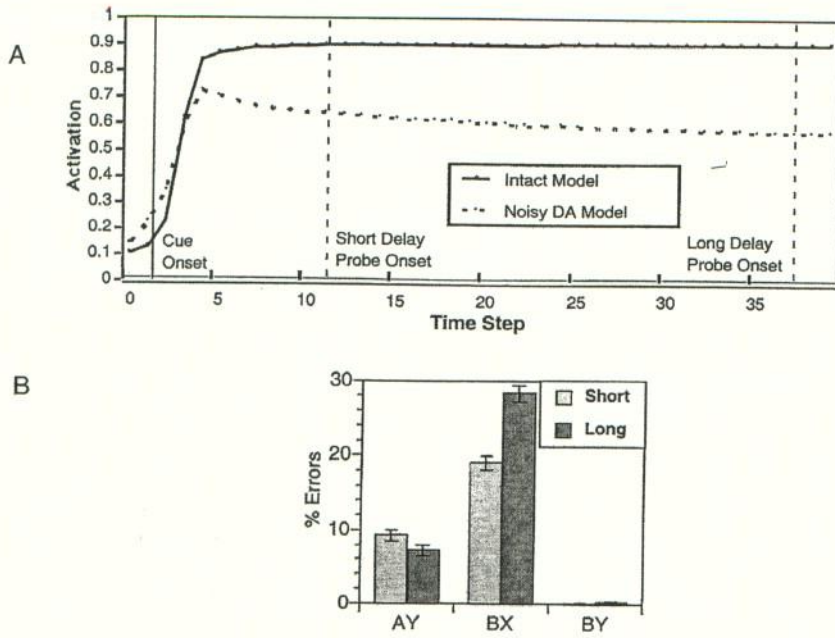 A
Activation
1
0.9
0.8
0.7
0.6
0.5
0.4
0.3
0.2
0.1
0
Intact Model
Noisy DA Model
Cue
Onset
Short Delay
Probe Onset
Long Delay
Probe Onset
0 5 10 15 20 25 30 35
Time Step
B
% Errors
30
20
10
0
Short
Long
AY BX BY